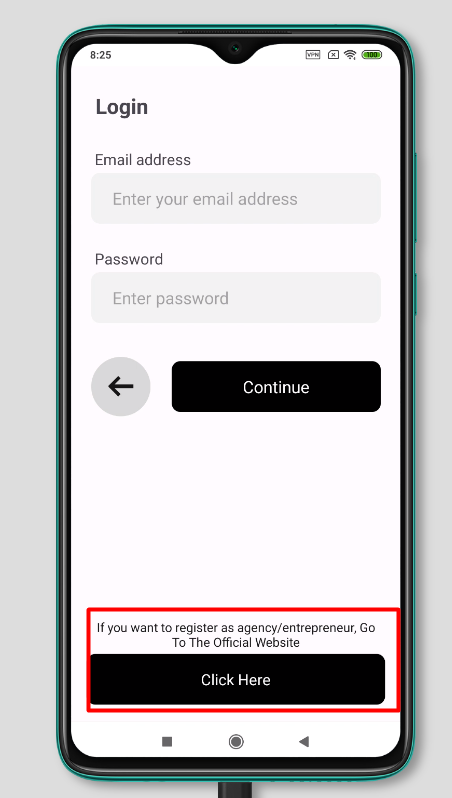 8:25
VPN
100
Login
Email address
Enter your email address
Password
Enter password
Continue
If you want to register as agency/entrepreneur, Go
To The Official Website
Click Here